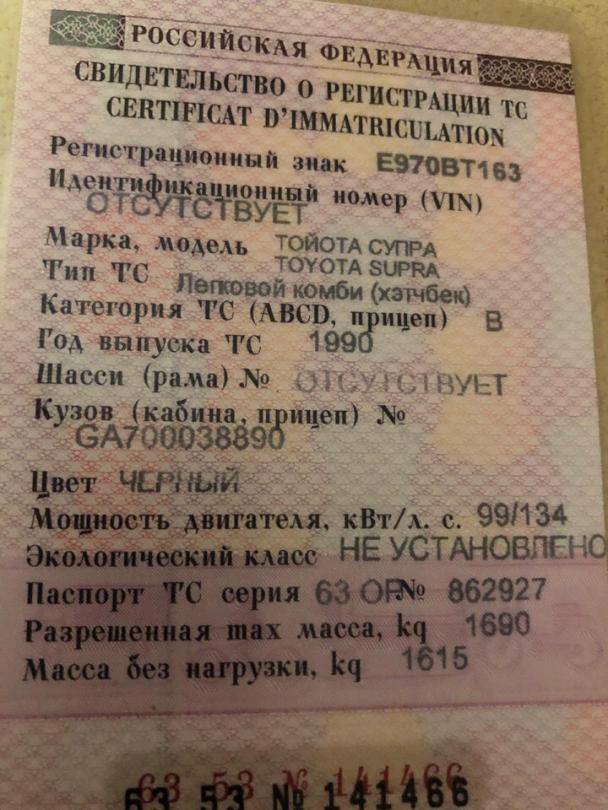 РОССИЙСКАЯ ФЕДЕРАЦИЯ
СВИДЕТЕЛЬСТВО О РЕГИСТРАЦИИ ТС
CERTIFICAT D'IMMATRICULATION
Регистрационный знак Е970ВТ163
Идентификационный номер (VIN)
ОТСУТСТВУЕТ
Марка, модель ТОЙОТА СУПРА
TOYOTA SUPRA
Тип ТС Легковой комби (хэтчбек)
Категория ТС (ABCD, прицеп) В
Год выпуска ТС 1990
Шасси (рама) № ОТСУТСТВУЕТ
Кузов (кабина, прицеп) №
GA700038890
Цвет ЧЕРНЫЙ
Мощность двигателя, кВт/л. с. 99/134
Экологический класс НЕ УСТАНОВЛЕНО
Паспорт ТС серия 63 ОР № 862927
Разрешенная max масса, kg 1690
Масса без нагрузки, kg 1615
63 53 № 141466